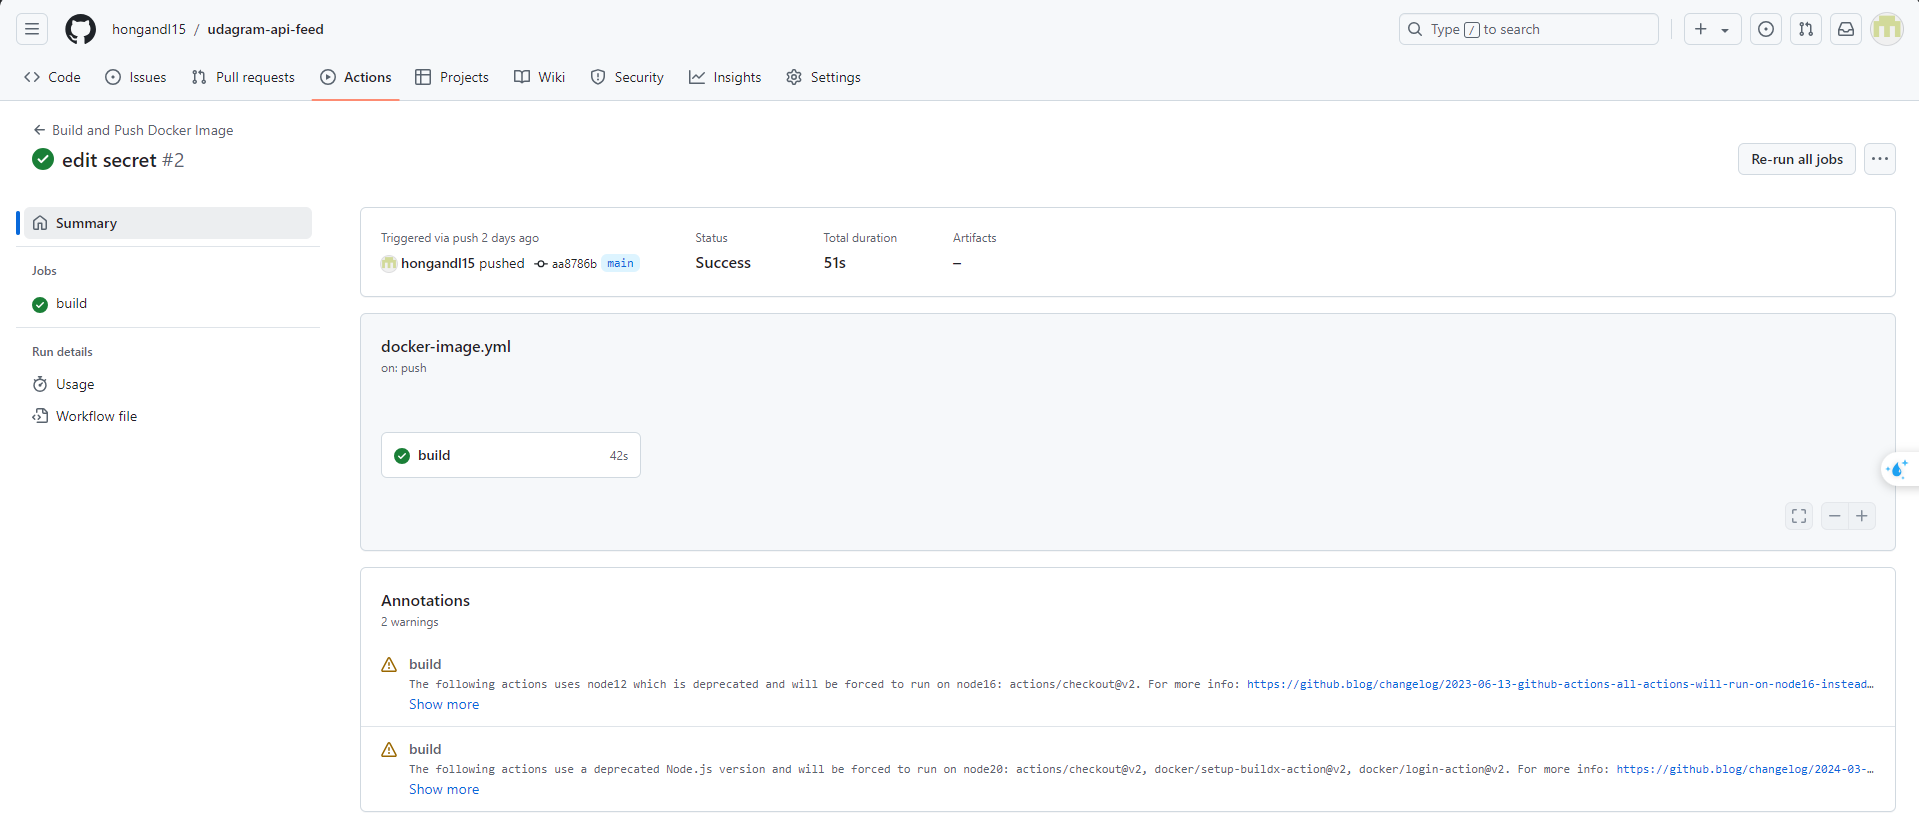 hongandl15 / udagram-api-feed
Type / to search
Code Issues Pull requests Actions Projects Wiki Security Insights Settings
Build and Push Docker Image
edit secret #2
Re-run all jobs
Summary
Jobs
build
Run details
Usage
Workflow file
Triggered via push 2 days ago
hongandl15 pushed aa8786b main
Status
Success
Total duration
51s
Artifacts
–
docker-image.yml
on: push
build 42s
Annotations
2 warnings
build
The following actions uses node12 which is deprecated and will be forced to run on node16: actions/checkout@v2. For more info: https://github.blog/changelog/2023-06-13-github-actions-all-actions-will-run-on-node16-instead…
Show more
build
The following actions use a deprecated Node.js version and will be forced to run on node20: actions/checkout@v2, docker/setup-buildx-action@v2, docker/login-action@v2. For more info: https://github.blog/changelog/2024-03-…
Show more